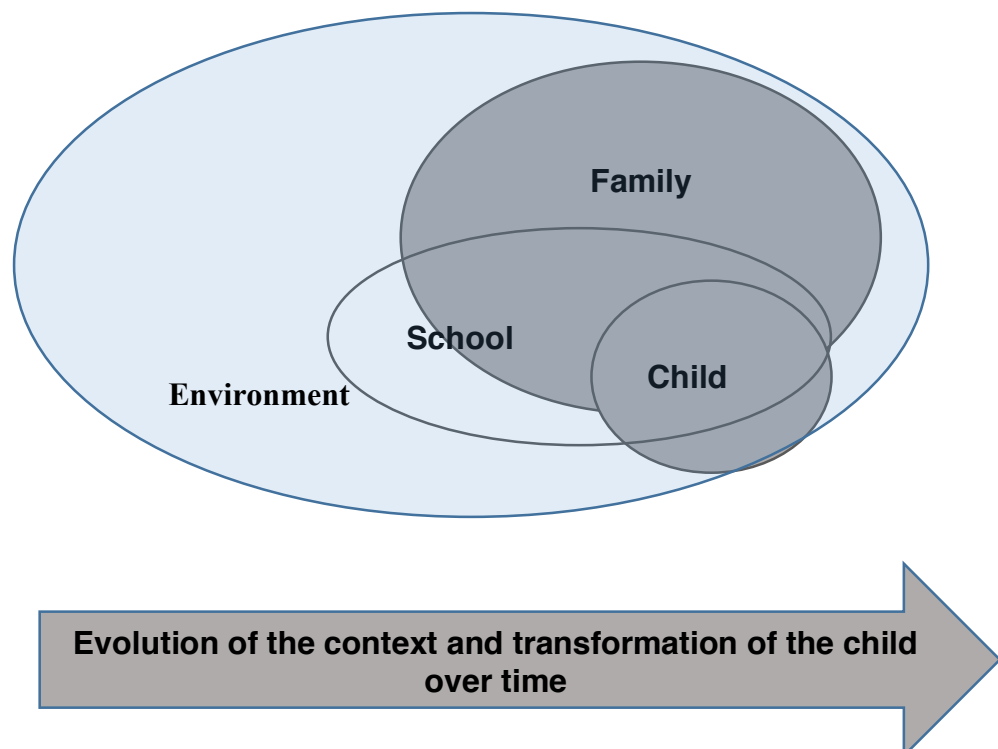 Family
School
Child
Environment
Evolution of the context and transformation of the child
over time